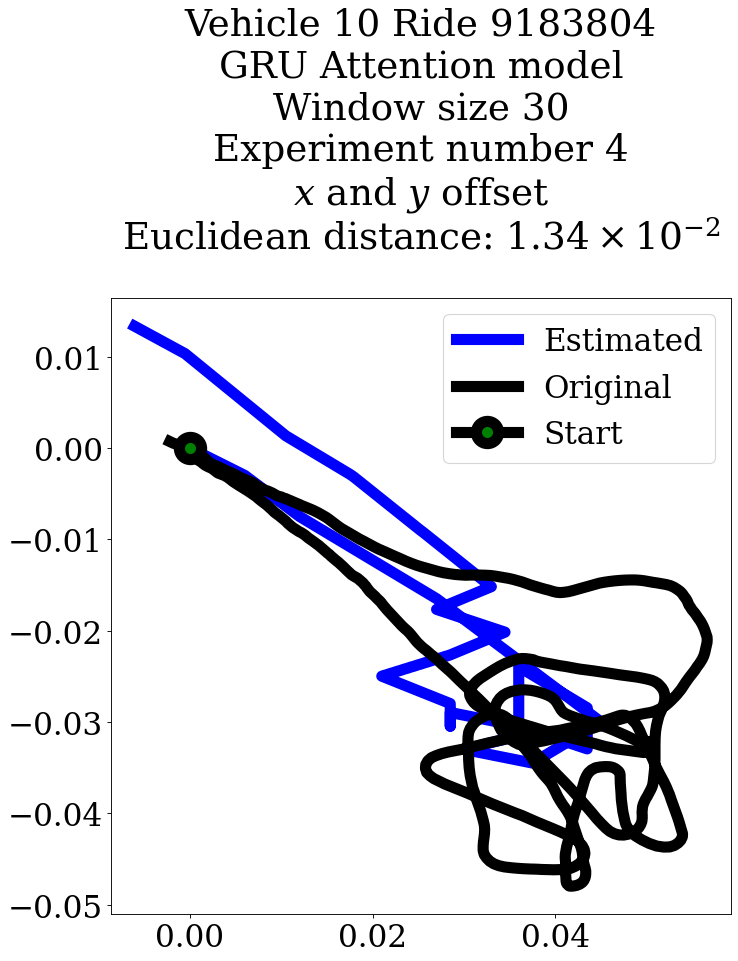 Vehicle 10 Ride 9183804
GRU Attention model
Window size 30
Experiment number 4
x and y offset
Euclidean distance: 1.34 × 10⁻²
Estimated
Original
Start
0.01
0.00
−0.01
−0.02
−0.03
−0.04
−0.05
0.00 0.02 0.04